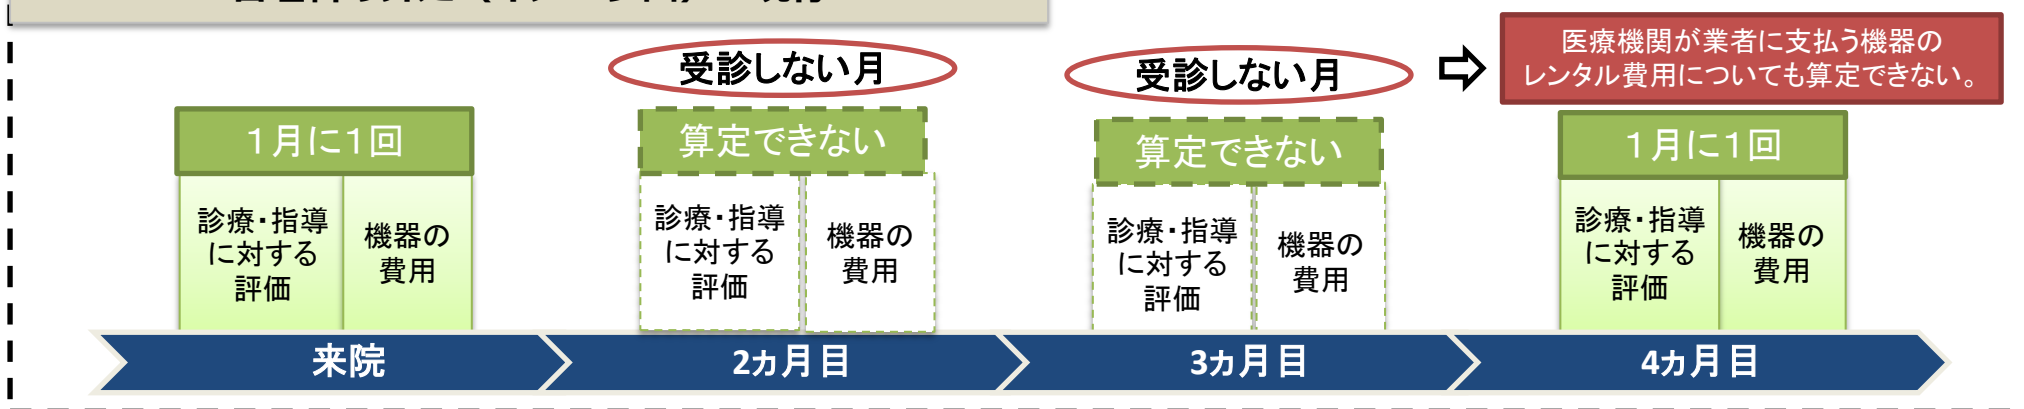 受診しない月
受診しない月
医療機関が業者に支払う機器の
レンタル費用についても算定できない。
１月に１回
診療・指導
に対する
評価
機器の
費用
算定できない
診療・指導
に対する
評価
機器の
費用
算定できない
診療・指導
に対する
評価
機器の
費用
１月に１回
診療・指導
に対する
評価
機器の
費用
来院
2ヵ月目
3ヵ月目
4ヵ月目